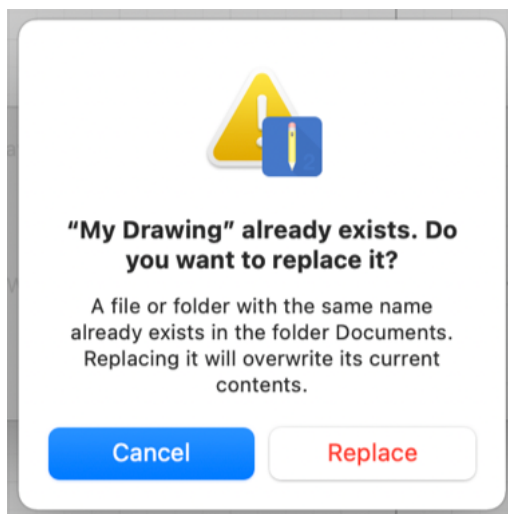 “My Drawing” already exists. Do
you want to replace it?
A file or folder with the same name
already exists in the folder Documents.
Replacing it will overwrite its current
contents.
Cancel
Replace